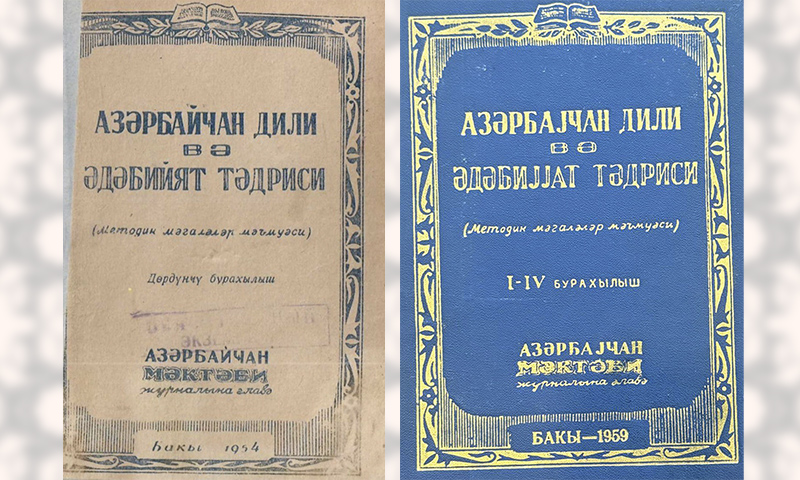 АЗӘРБАЙЧАН ДИЛИ
ВӘ
ӘДӘБИЙЯТ ТӘДРИСИ
(Методик мәгаләләр мәҹмуәси)
Дөрдүнҹү бурахылыш
АЗӘРБАЙЧАН
МӘКТӘБИ
журналына әлавә
Бакы 1954
АЗӘРБАЈЧАН ДИЛИ
ВӘ
ӘДӘБИЈЈАТ ТӘДРИСИ
(Методик мәгаләләр мәҹмуәси)
I-IV БУРАХЫЛЫШ
АЗӘРБАЈЧАН
МӘКТӘБИ
журналына әлавә
БАКЫ—1959